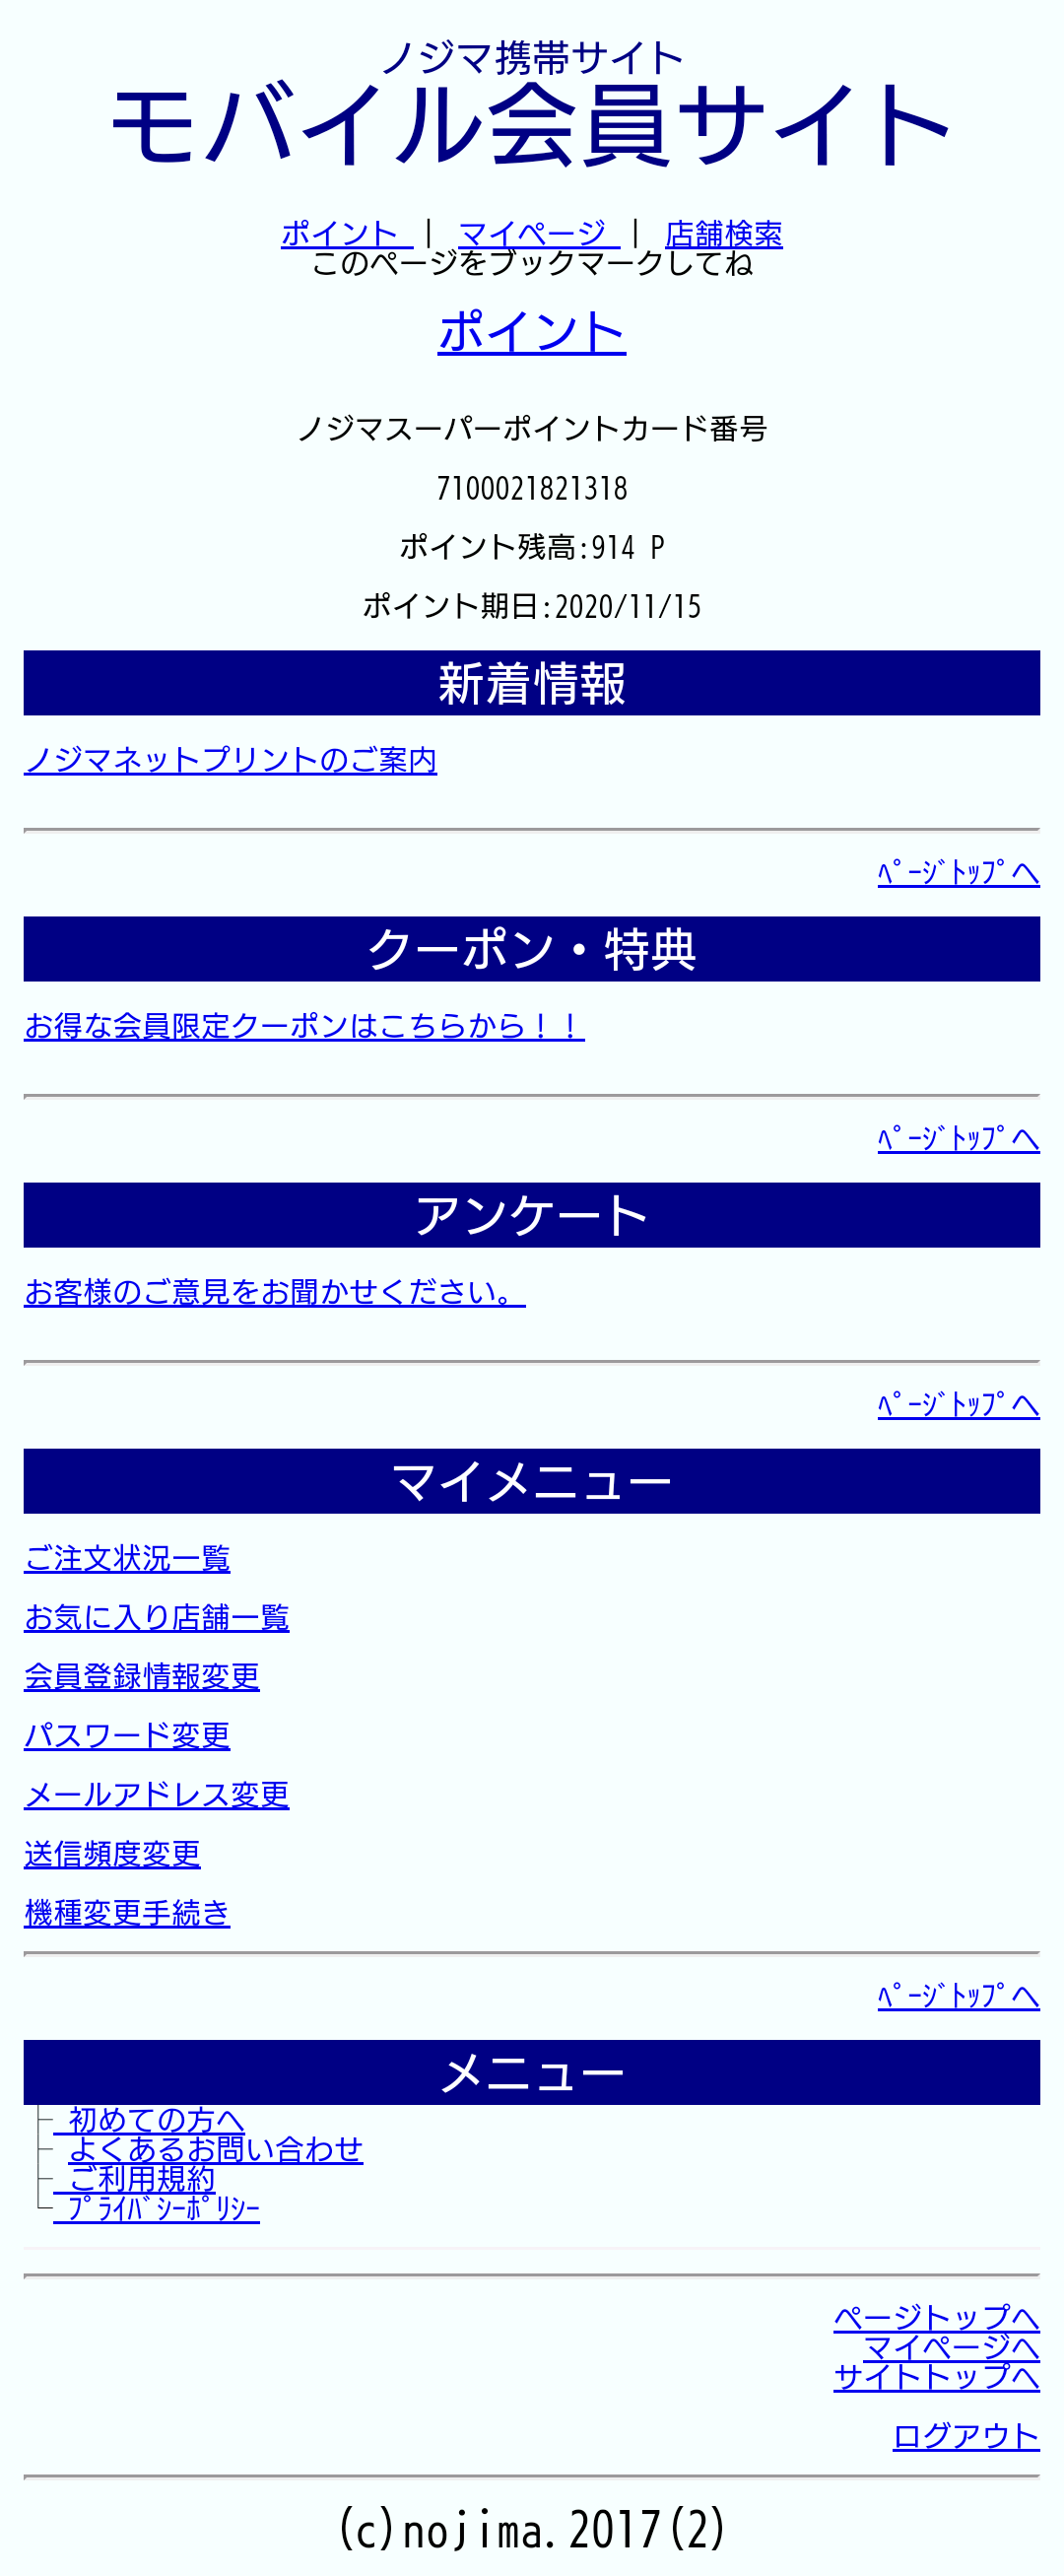 ノジマ携帯サイト
モバイル会員サイト
ポイント | マイページ | 店舗検索
このページをブックマークしてね
ポイント
ノジマスーパーポイントカード番号
7100021821318
ポイント残高:914 P
ポイント期日:2020/11/15
新着情報
ノジマネットプリントのご案内
ﾍﾟｰｼﾞﾄｯﾌﾟへ
クーポン・特典
お得な会員限定クーポンはこちらから！！
ﾍﾟｰｼﾞﾄｯﾌﾟへ
アンケート
お客様のご意見をお聞かせください。
ﾍﾟｰｼﾞﾄｯﾌﾟへ
マイメニュー
ご注文状況一覧
お気に入り店舗一覧
会員登録情報変更
パスワード変更
メールアドレス変更
送信頻度変更
機種変更手続き
ﾍﾟｰｼﾞﾄｯﾌﾟへ
メニュー
├ 初めての方へ
├ よくあるお問い合わせ
├ ご利用規約
└ ﾌﾟﾗｲﾊﾞｼｰﾎﾟﾘｼｰ
ページトップへ
マイページへ
サイトトップへ
ログアウト
(c)nojima.2017(2)